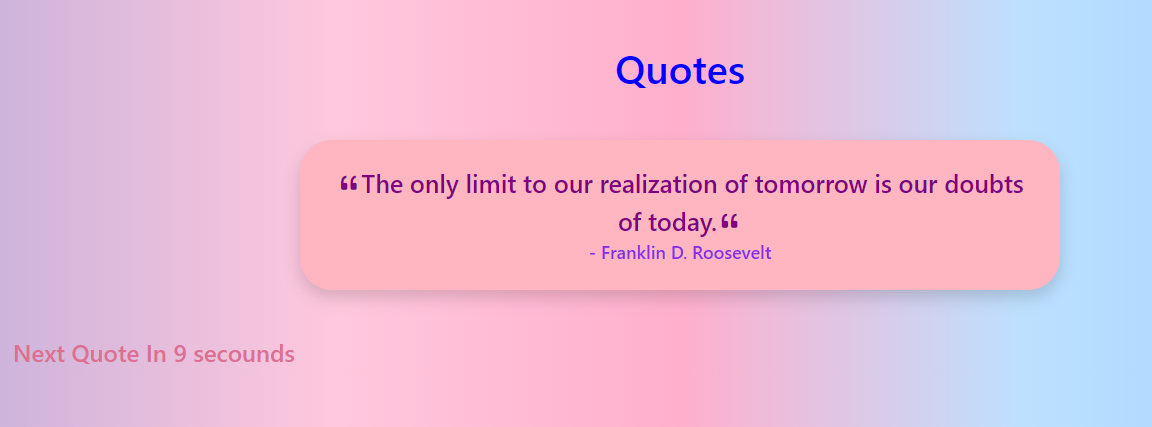 Quotes
“The only limit to our realization of tomorrow is our doubts
of today.“
- Franklin D. Roosevelt
Next Quote In 9 secounds